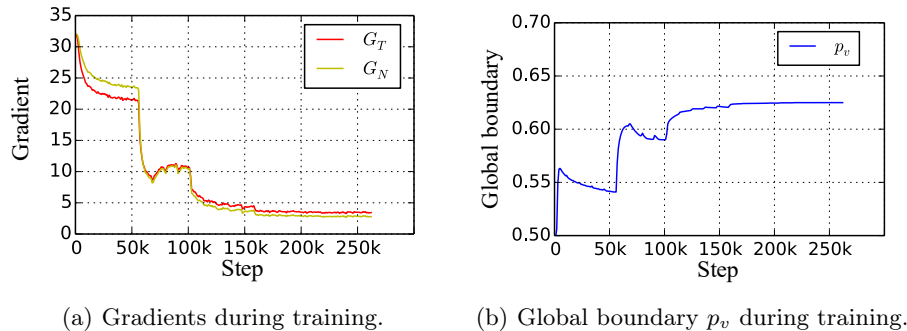 35
30
25
20
15
10
5
0
Gradient
G_T
G_N
0 50k 100k 150k 200k 250k
Step
(a) Gradients during training.
0.70
0.65
0.60
0.55
0.50
Global boundary
p_v
0 50k 100k 150k 200k 250k
Step
(b) Global boundary p_v during training.